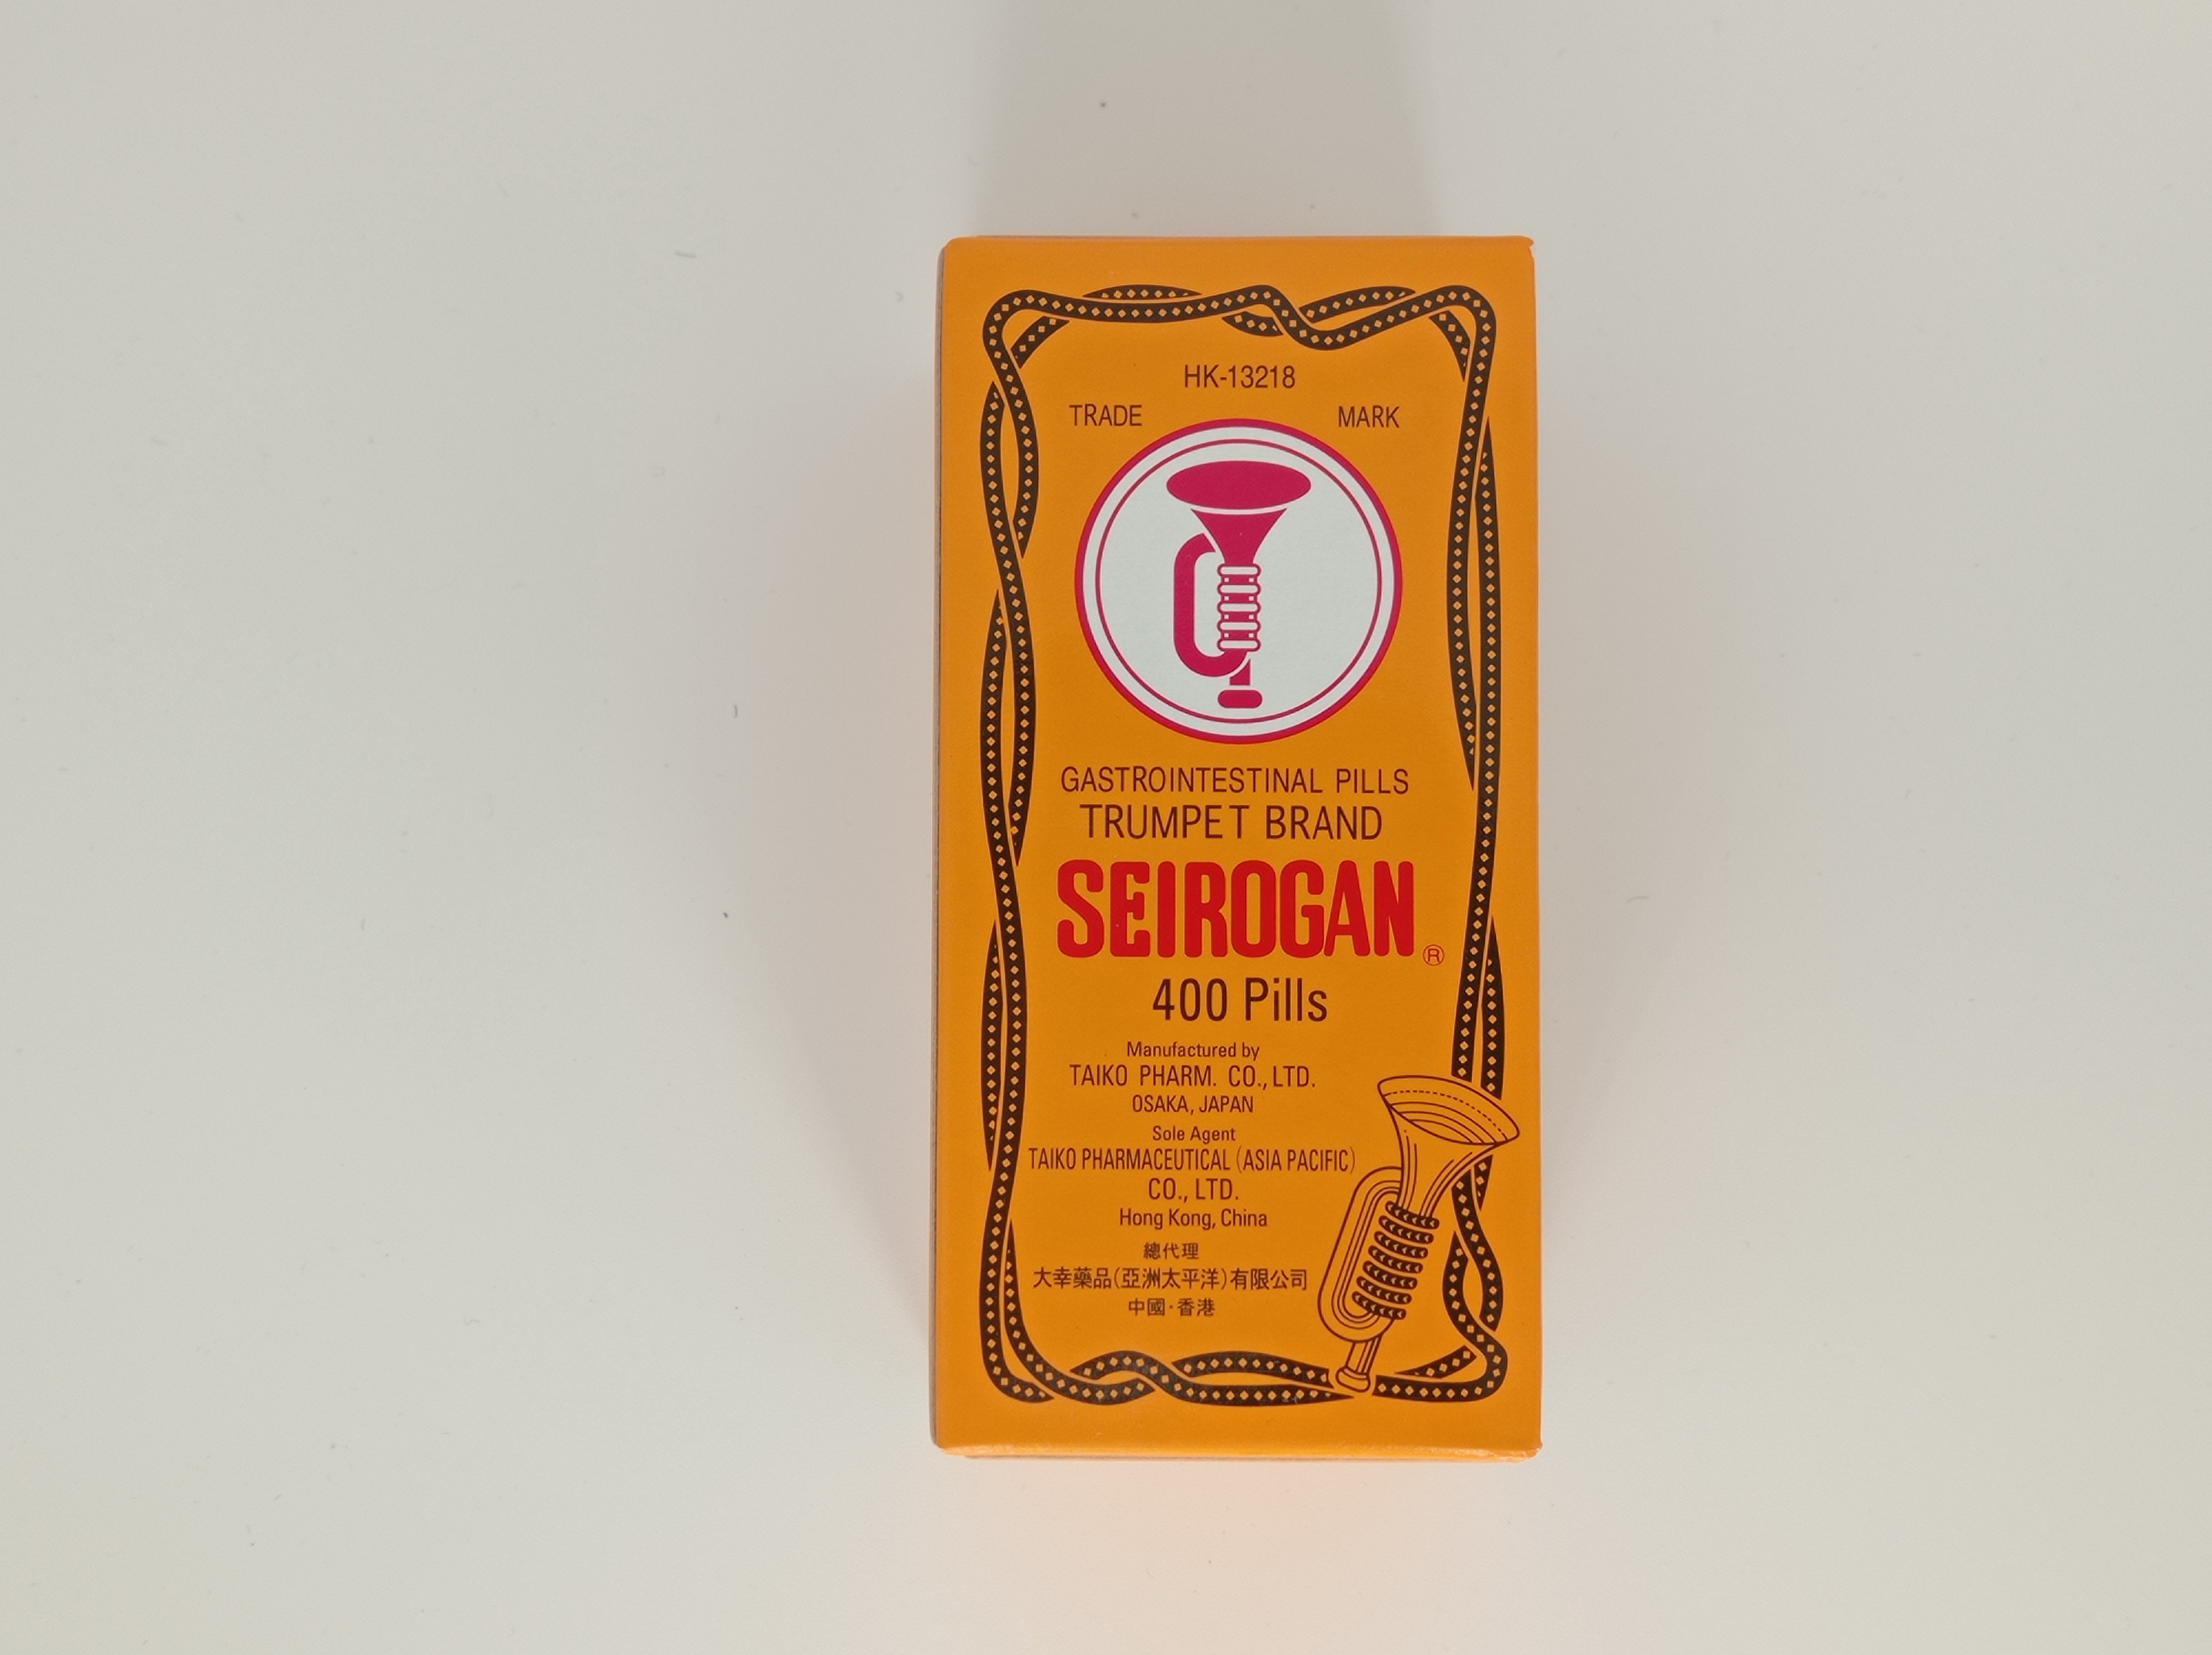 HK-13218
TRADE MARK
GASTROINTESTINAL PILLS
TRUMPET BRAND
SEIROGAN®
400 Pills
Manufactured by
TAIKO PHARM. CO., LTD.
OSAKA, JAPAN
Sole Agent
TAIKO PHARMACEUTICAL (ASIA PACIFIC)
CO., LTD.
Hong Kong, China
總代理
大幸藥品(亞洲太平洋)有限公司
中國·香港